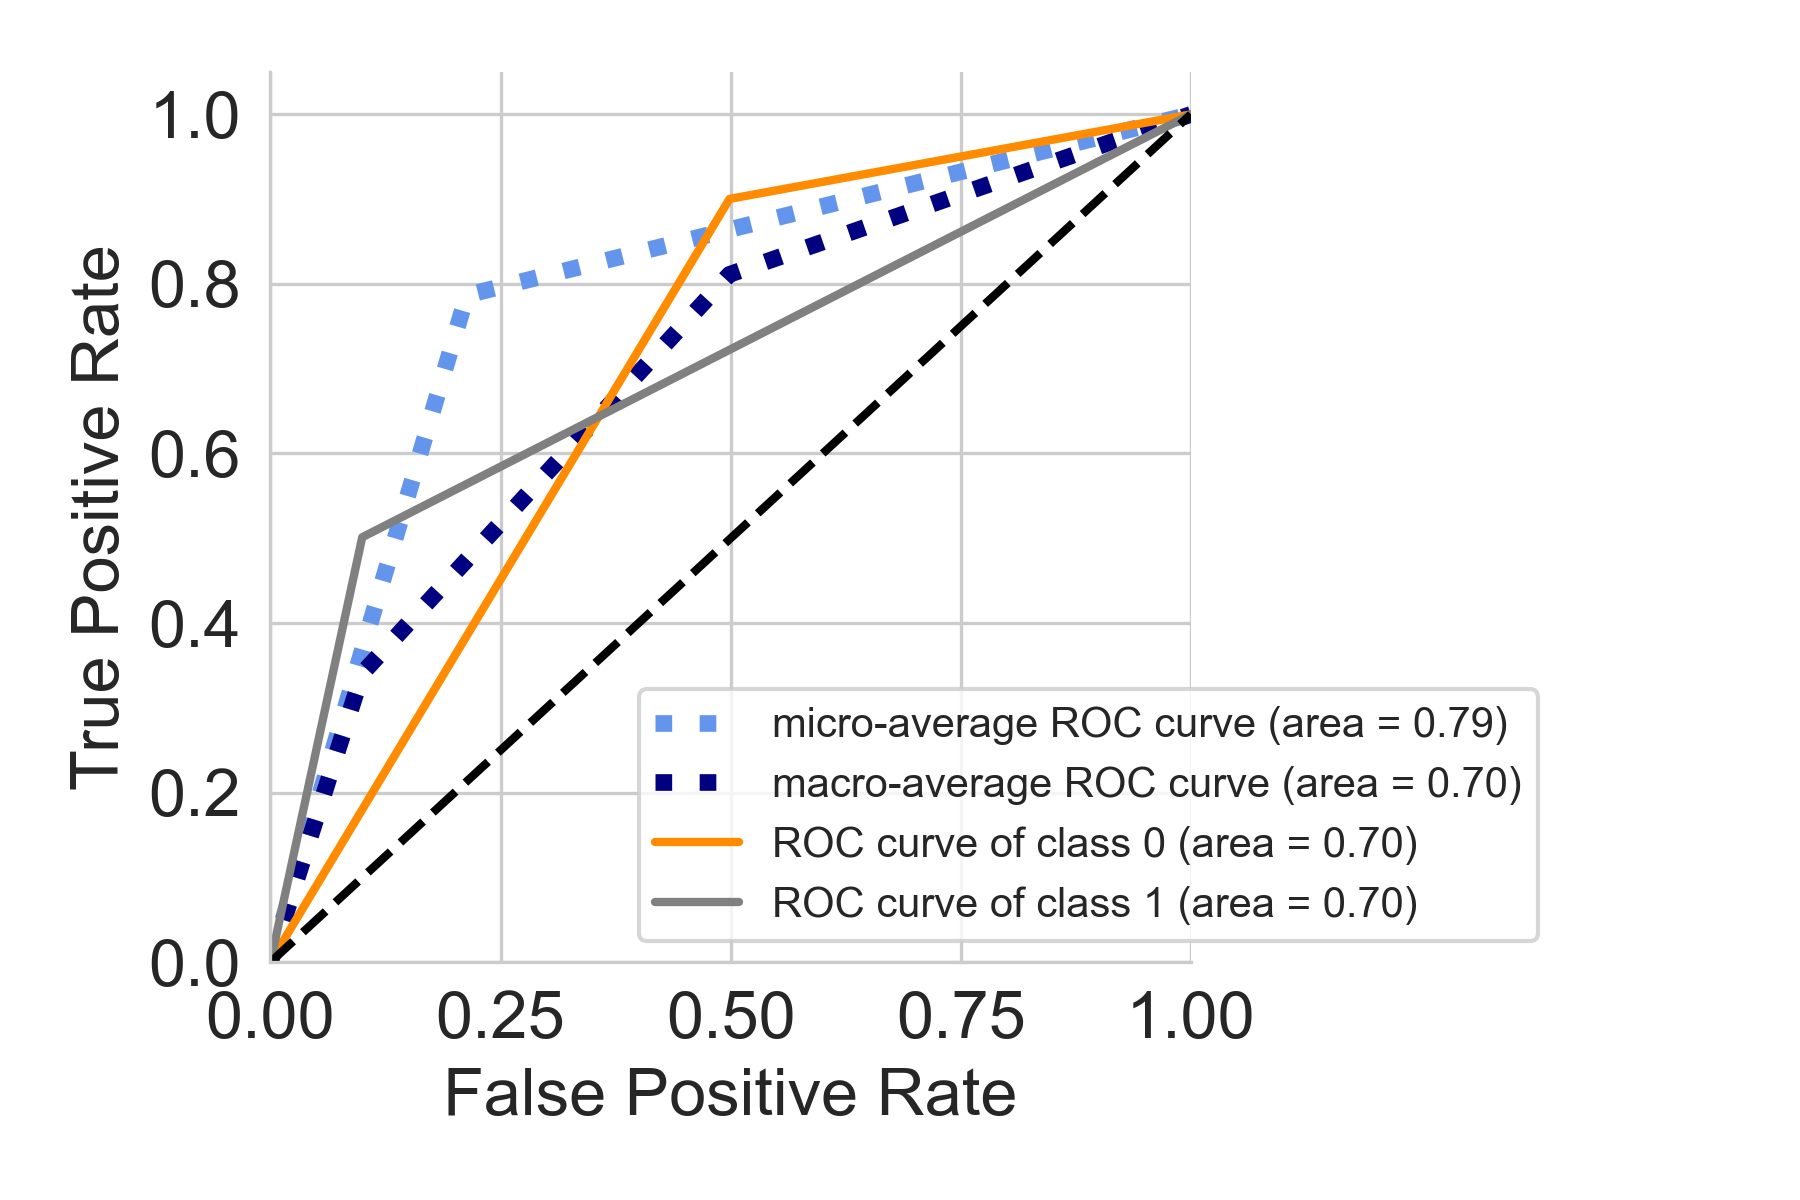 True Positive Rate
1.0
0.8
0.6
0.4
0.2
0.0
micro-average ROC curve (area = 0.79)
macro-average ROC curve (area = 0.70)
ROC curve of class 0 (area = 0.70)
ROC curve of class 1 (area = 0.70)
0.00 0.25 0.50 0.75 1.00
False Positive Rate